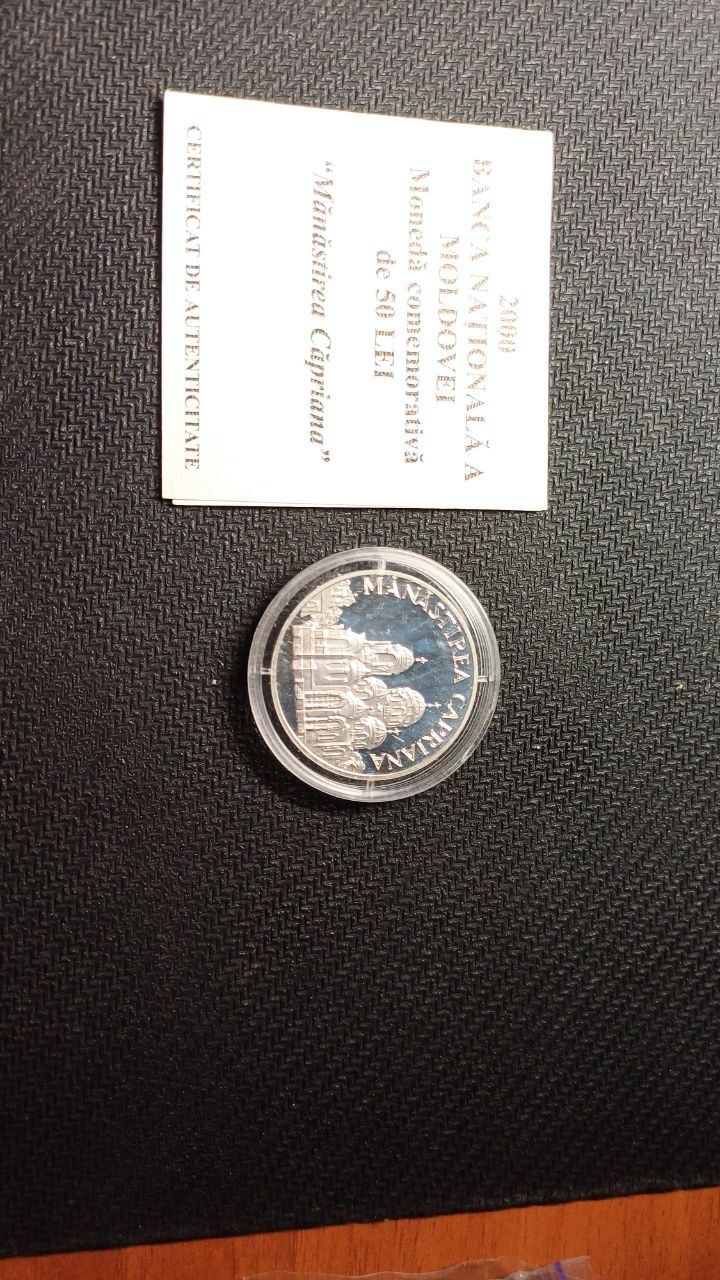 2000
BANCA NAȚIONALĂ A
MOLDOVEI
Monedă comemorativă
de 50 LEI
“Mănăstirea Căpriana”
CERTIFICAT DE AUTENTICITATE
MĂNĂSTIREA CĂPRIANA